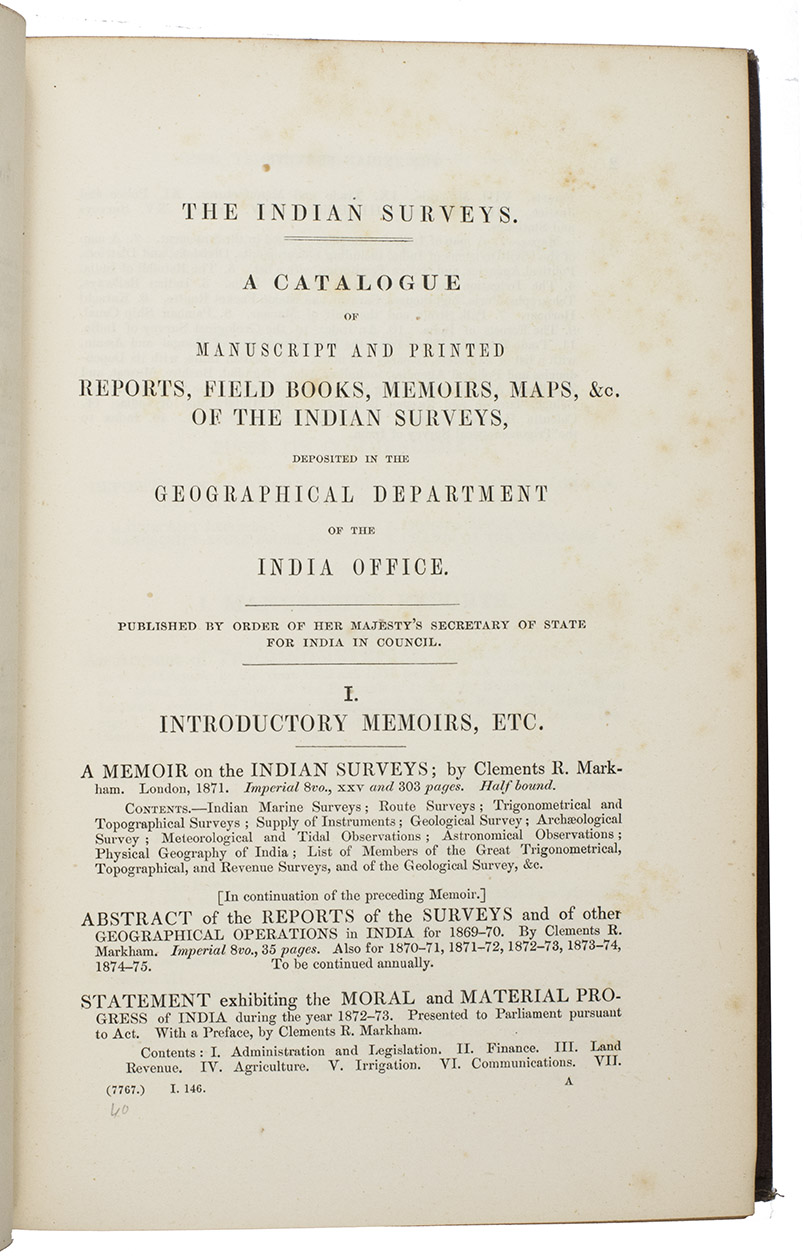 THE INDIAN SURVEYS.
A CATALOGUE
OF
MANUSCRIPT AND PRINTED
REPORTS, FIELD BOOKS, MEMOIRS, MAPS, &c.
OF THE INDIAN SURVEYS,
DEPOSITED IN THE
GEOGRAPHICAL DEPARTMENT
OF THE
INDIA OFFICE.
PUBLISHED BY ORDER OF HER MAJESTY'S SECRETARY OF STATE
FOR INDIA IN COUNCIL.
I.
INTRODUCTORY MEMOIRS, ETC.
A MEMOIR on the INDIAN SURVEYS; by Clements R. Mark-
ham. London, 1871. Imperial 8vo., xxv and 303 pages. Half bound.
CONTENTS.—Indian Marine Surveys; Route Surveys; Trigonometrical and
Topographical Surveys; Supply of Instruments; Geological Survey; Archæological
Survey; Meteorological and Tidal Observations; Astronomical Observations;
Physical Geography of India; List of Members of the Great Trigonometrical,
Topographical, and Revenue Surveys, and of the Geological Survey, &c.
[In continuation of the preceding Memoir.]
ABSTRACT of the REPORTS of the SURVEYS and of other
GEOGRAPHICAL OPERATIONS in INDIA for 1869-70. By Clements R.
Markham. Imperial 8vo., 35 pages. Also for 1870-71, 1871-72, 1872-73, 1873-74,
1874-75. To be continued annually.
STATEMENT exhibiting the MORAL and MATERIAL PRO-
GRESS of INDIA during the year 1872-73. Presented to Parliament pursuant
to Act. With a Preface, by Clements R. Markham.
Contents: I. Administration and Legislation. II. Finance. III. Land
Revenue. IV. Agriculture. V. Irrigation. VI. Communications. VII.
(7767.) I. 146. A